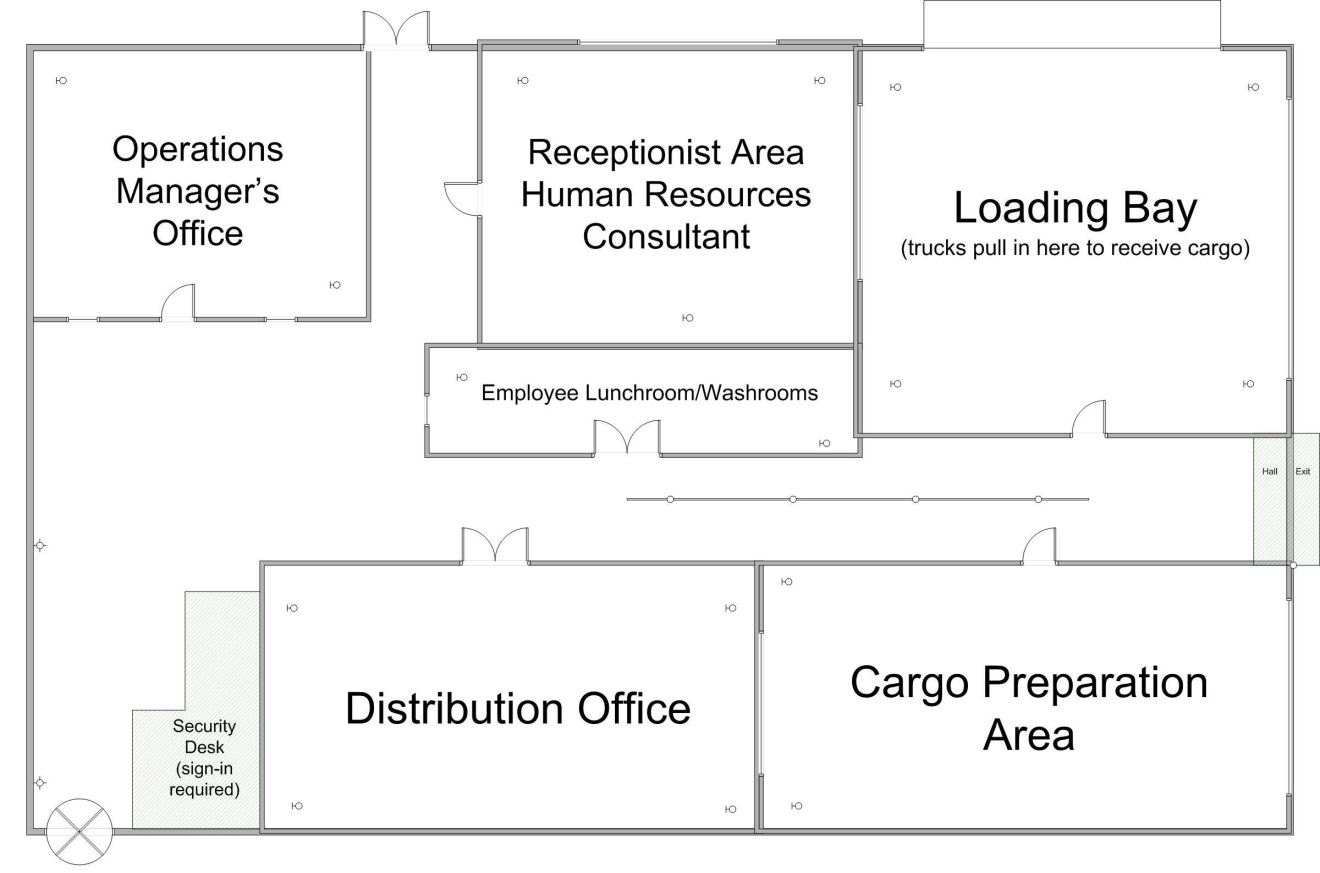 Operations
Manager's
Office
Receptionist Area
Human Resources
Consultant
Loading Bay
(trucks pull in here to receive cargo)
Employee Lunchroom/Washrooms
Hall
Exit
Security
Desk
(sign-in
required)
Distribution Office
Cargo Preparation
Area